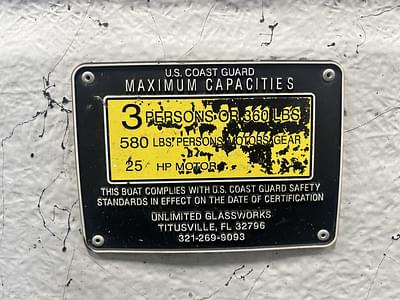 U.S. COAST GUARD
MAXIMUM CAPACITIES
3 PERSONS OR 360 LBS
580 LBS, PERSONS, MOTORS, GEAR
25 HP MOTOR
THIS BOAT COMPLIES WITH U.S. COAST GUARD SAFETY
STANDARDS IN EFFECT ON THE DATE OF CERTIFICATION
UNLIMITED GLASSWORKS
TITUSVILLE, FL 32796
321-269-9093